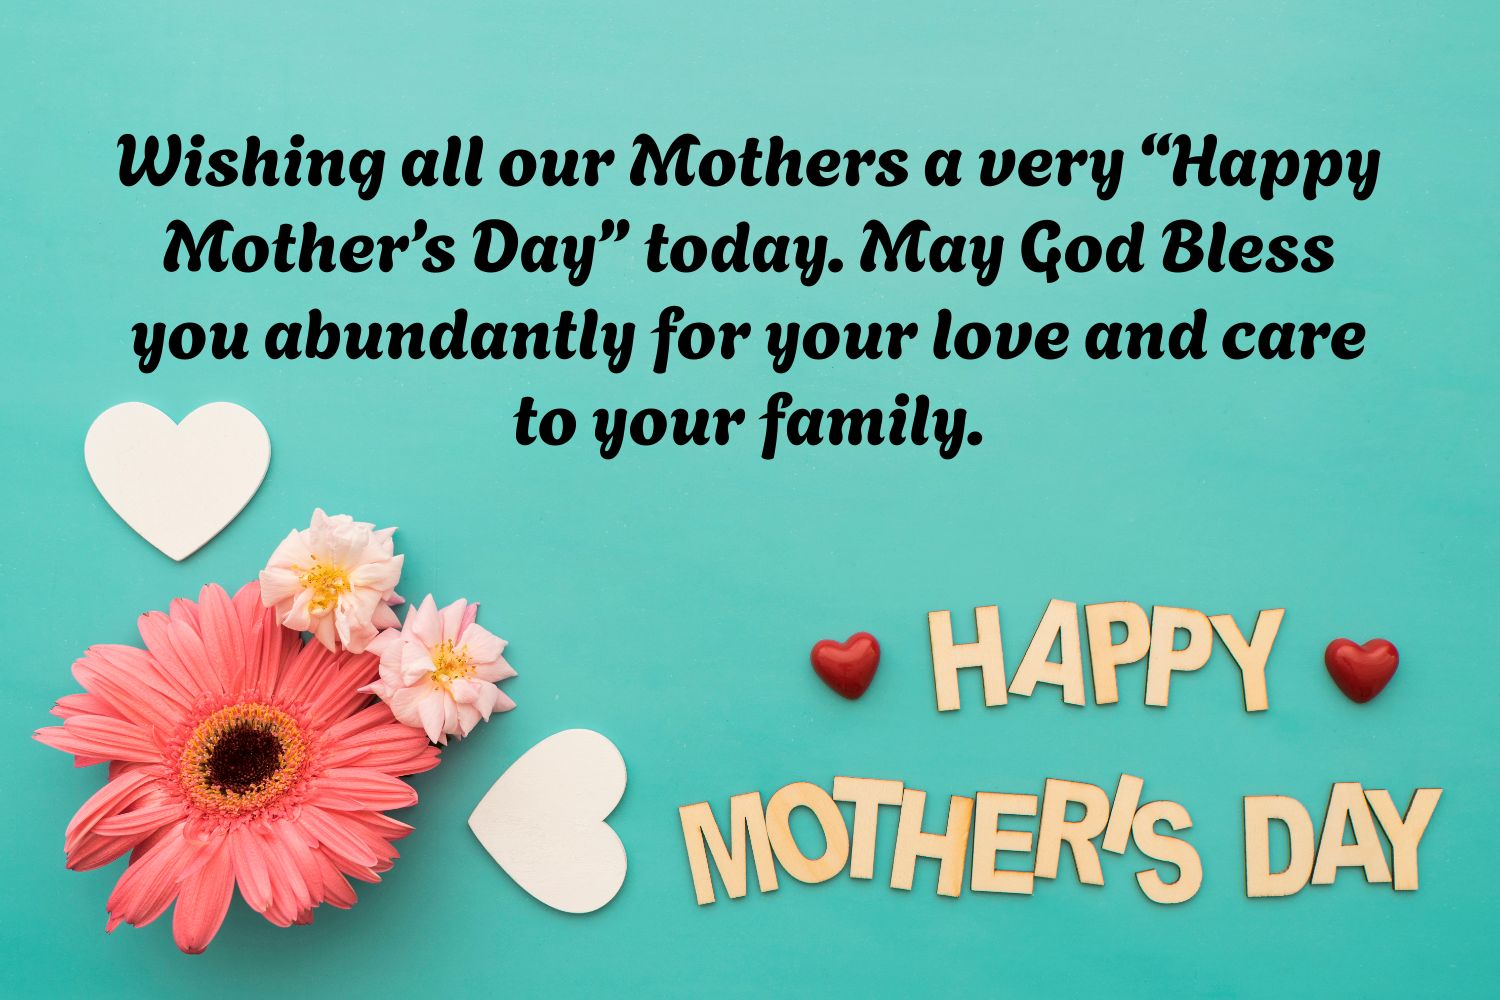 Wishing all our Mothers a very “Happy
Mother’s Day” today. May God Bless
you abundantly for your love and care
to your family.
HAPPY
MOTHER'S DAY